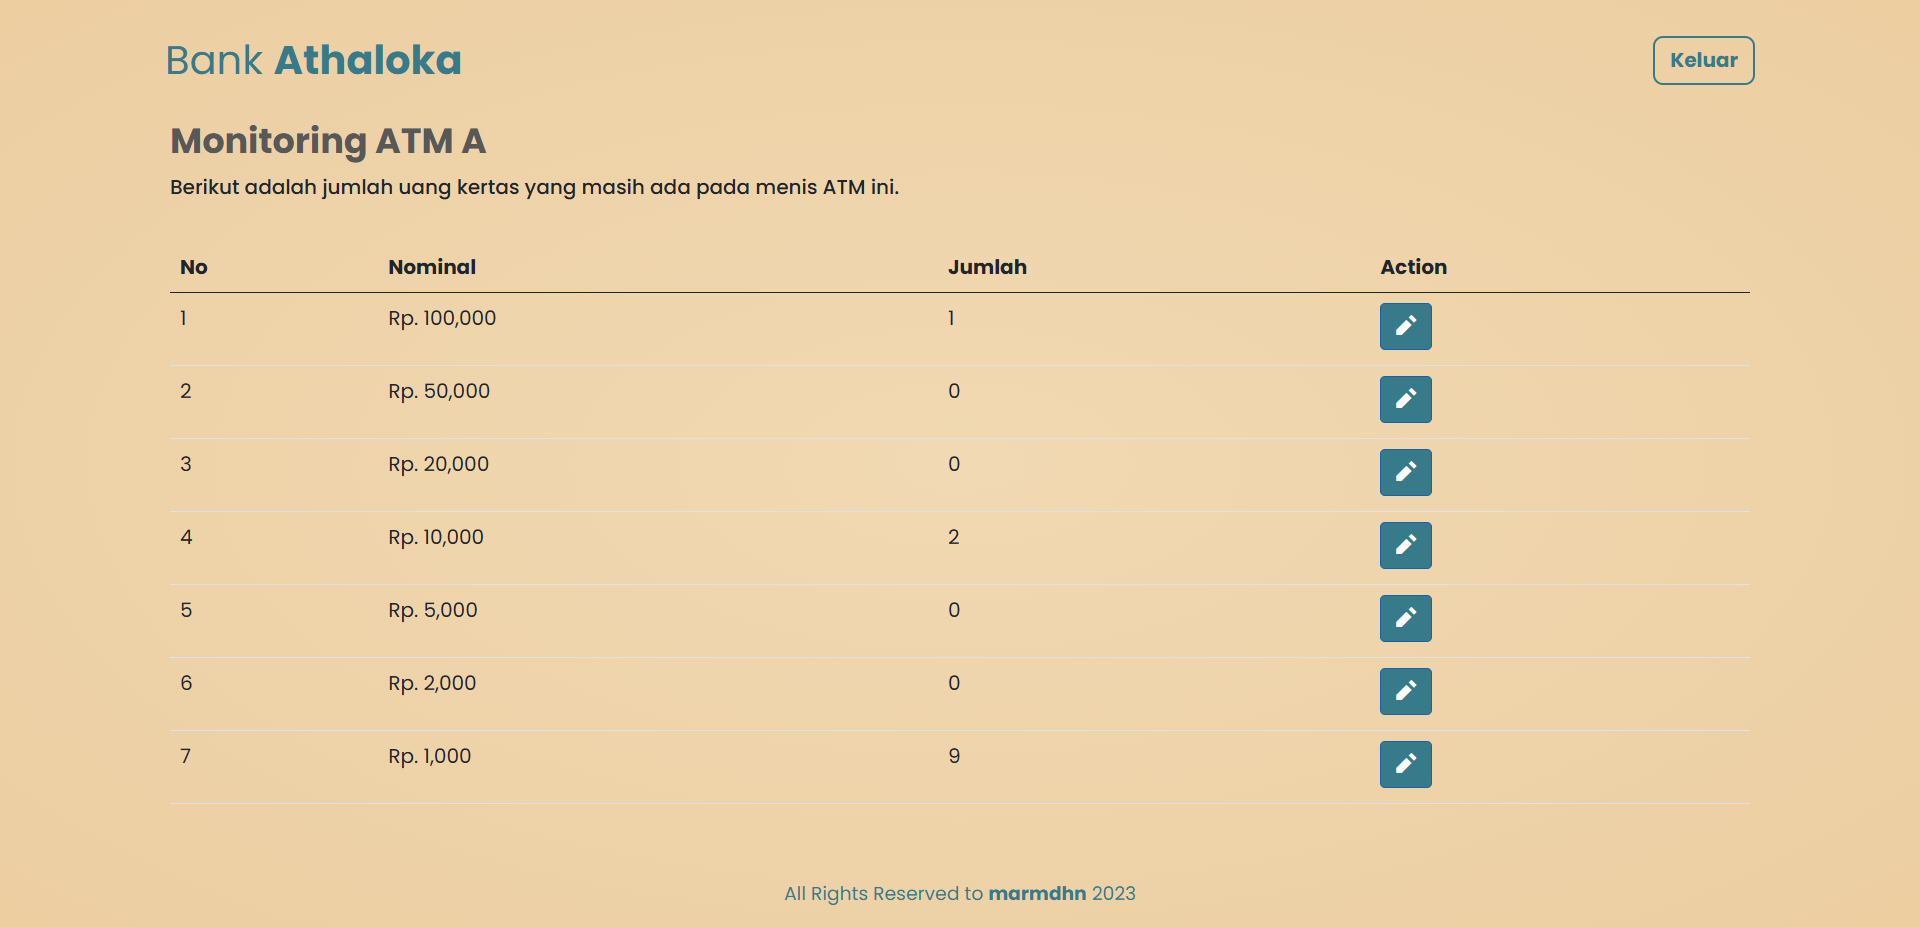 Bank Athaloka
Keluar
Monitoring ATM A
Berikut adalah jumlah uang kertas yang masih ada pada menis ATM ini.
No Nominal Jumlah Action
1 Rp. 100,000 1
2 Rp. 50,000 0
3 Rp. 20,000 0
4 Rp. 10,000 2
5 Rp. 5,000 0
6 Rp. 2,000 0
7 Rp. 1,000 9
All Rights Reserved to marmdhn 2023